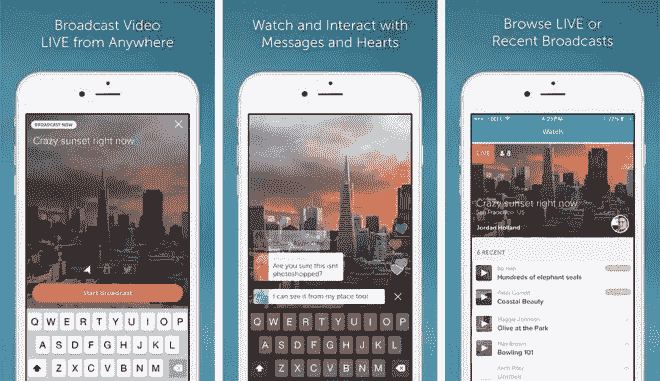 Broadcast Video
LIVE from Anywhere
BROADCAST NOW
Crazy sunset right now
Start Broadcast
Q W E R T Y U I O P
A S D F G H J K L
Z X C V B N M
Watch and Interact with
Messages and Hearts
Are you sure this isnt
photoshopped?
I can see it from my place too!
Q W E R T Y U I O P
A S D F G H J K L
Z X C V B N M
Browse LIVE or
Recent Broadcasts
Watch
LIVE
Crazy sunset right now
San Francisco, US
Jordan Holland
6 RECENT
Hundreds of elephant seals
Coastal Beauty
Maggie Johnson
Olive at the Park
Bowling 101